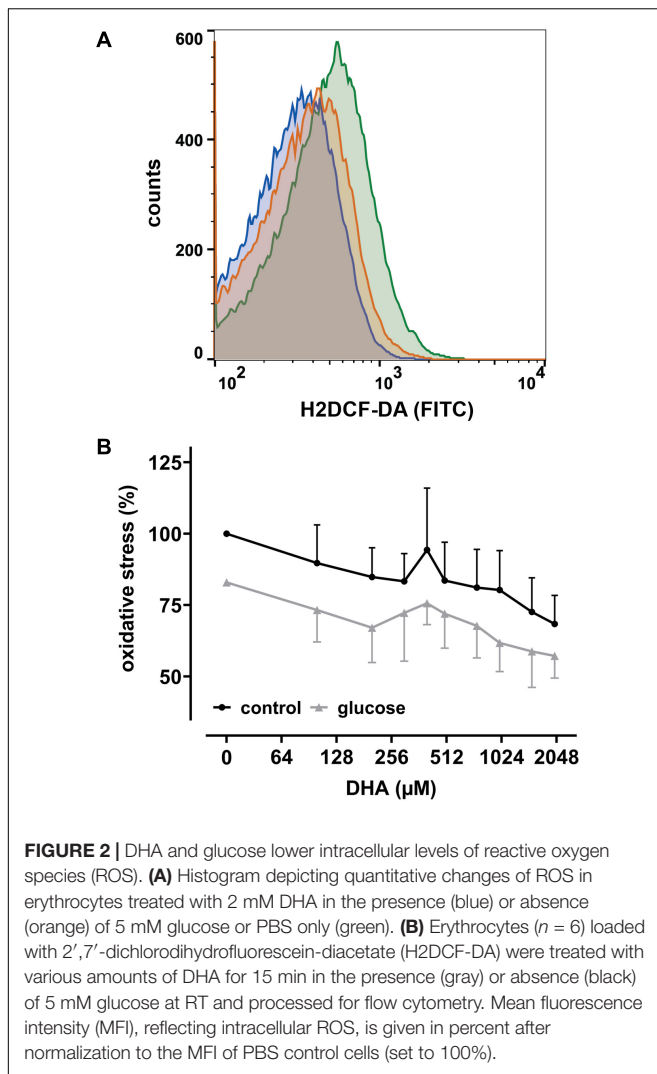 A
600
400
200
0
counts
10^2
10^3
10^4
H2DCF-DA (FITC)
B
125
100
75
50
oxidative stress (%)
control
glucose
0 64 128 256 512 1024 2048
DHA (µM)
FIGURE 2 | DHA and glucose lower intracellular levels of reactive oxygen
species (ROS). (A) Histogram depicting quantitative changes of ROS in
erythrocytes treated with 2 mM DHA in the presence (blue) or absence
(orange) of 5 mM glucose or PBS only (green). (B) Erythrocytes (n = 6) loaded
with 2′,7′-dichlorodihydrofluorescein-diacetate (H2DCF-DA) were treated with
various amounts of DHA for 15 min in the presence (gray) or absence (black)
of 5 mM glucose at RT and processed for flow cytometry. Mean fluorescence
intensity (MFI), reflecting intracellular ROS, is given in percent after
normalization to the MFI of PBS control cells (set to 100%).